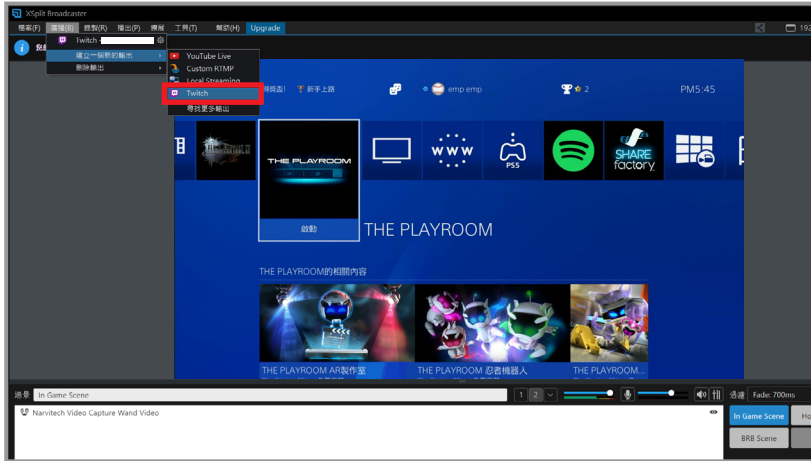 XSplit Broadcaster
檔案(F) 廣播(B) 錄製(R) 播出(P) 擴展 工具(T) 幫助(H) Upgrade
192
Twitch -
建立一個新的輸出
刪除輸出
YouTube Live
Custom RTMP
Local Streaming
Twitch
尋找更多輸出
新手上路
emp emp
2
PM5:45
THE PLAYROOM
www
PS5
SHARE
factory
啟動
THE PLAYROOM
THE PLAYROOM的相關內容
THE PLAYROOM AR製作室
THE PLAYROOM 忍者機器人
THE PLAYROOM...
場景 In Game Scene
1 2
過渡 Fade: 700ms
Narvitech Video Capture Wand Video
In Game Scene
Ho
BRB Scene